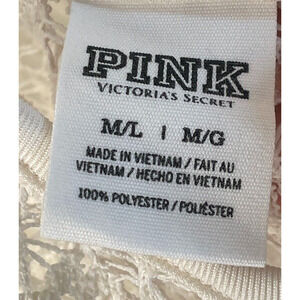 PINK
VICTORIA'S SECRET
M/L | M/G
MADE IN VIETNAM / FAIT AU
VIETNAM / HECHO EN VIETNAM
100% POLYESTER / POLIÉSTER